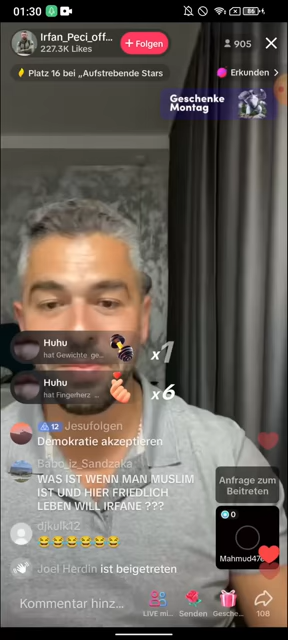 01:30
86
Irfan_Peci_off...
227.3K Likes
+ Folgen
905
Platz 16 bei „Aufstrebende Stars
Erkunden >
Geschenke
Montag
Huhu
hat Gewichte ge...
x1
Huhu
hat Fingerherz ...
x6
12 Jesufolgen
Demokratie akzeptieren
Babo_iz_Sandzaka
WAS IST WENN MAN MUSLIM
IST UND HIER FRIEDLICH
LEBEN WILL IRFANE ???
djkulk12
😂😂😂😂😂😂
Joel Herdin ist beigetreten
Anfrage zum
Beitreten
0
Mahmud47
Kommentar hinz...
LIVE mi...
Senden
Gesche...
108